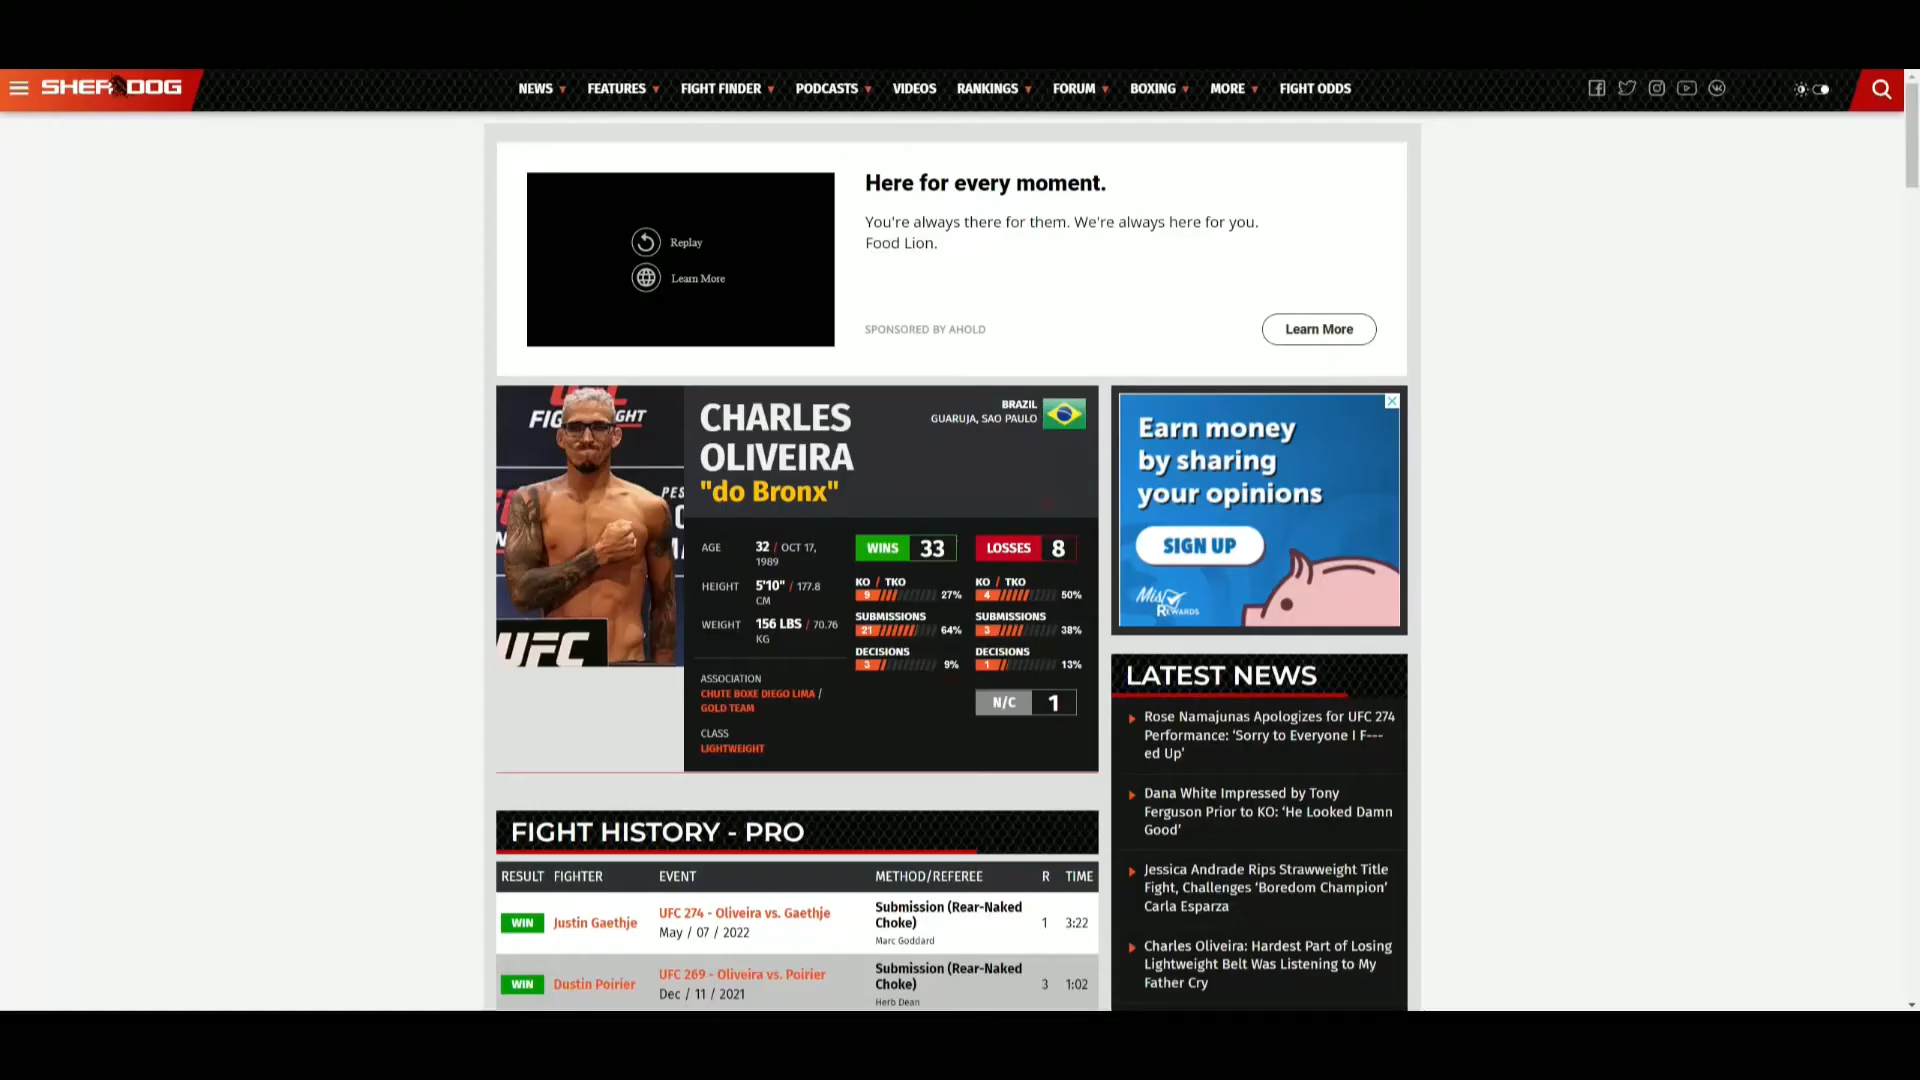 SHERDOG
NEWS
FEATURES
FIGHT FINDER
PODCASTS
VIDEOS
RANKINGS
FORUM
BOXING
MORE
FIGHT ODDS
Replay
Learn More
Here for every moment.
You're always there for them. We're always here for you.
Food Lion.
SPONSORED BY AHOLD
Learn More
CHARLES
OLIVEIRA
"do Bronx"
BRAZIL
GUARUJA, SAO PAULO
AGE 32 / OCT 17,
1989
HEIGHT 5'10" / 177.8
CM
WEIGHT 156 LBS / 70.76
KG
ASSOCIATION
CHUTE BOXE DIEGO LIMA /
GOLD TEAM
CLASS
LIGHTWEIGHT
WINS 33
KO / TKO
9 27%
SUBMISSIONS
21 64%
DECISIONS
3 9%
LOSSES 8
KO / TKO
4 50%
SUBMISSIONS
3 38%
DECISIONS
1 13%
N/C 1
UFC
Earn money
by sharing
your opinions
SIGN UP
REWARDS
FIGHT HISTORY - PRO
RESULT FIGHTER EVENT METHOD/REFEREE R TIME
WIN Justin Gaethje UFC 274 - Oliveira vs. Gaethje
May / 07 / 2022
Submission (Rear-Naked
Choke)
Marc Goddard
1 3:22
WIN Dustin Poirier UFC 269 - Oliveira vs. Poirier
Dec / 11 / 2021
Submission (Rear-Naked
Choke)
Herb Dean
3 1:02
LATEST NEWS
Rose Namajunas Apologizes for UFC 274
Performance: ‘Sorry to Everyone I F---
ed Up’
Dana White Impressed by Tony
Ferguson Prior to KO: ‘He Looked Damn
Good’
Jessica Andrade Rips Strawweight Title
Fight, Challenges ‘Boredom Champion’
Carla Esparza
Charles Oliveira: Hardest Part of Losing
Lightweight Belt Was Listening to My
Father Cry